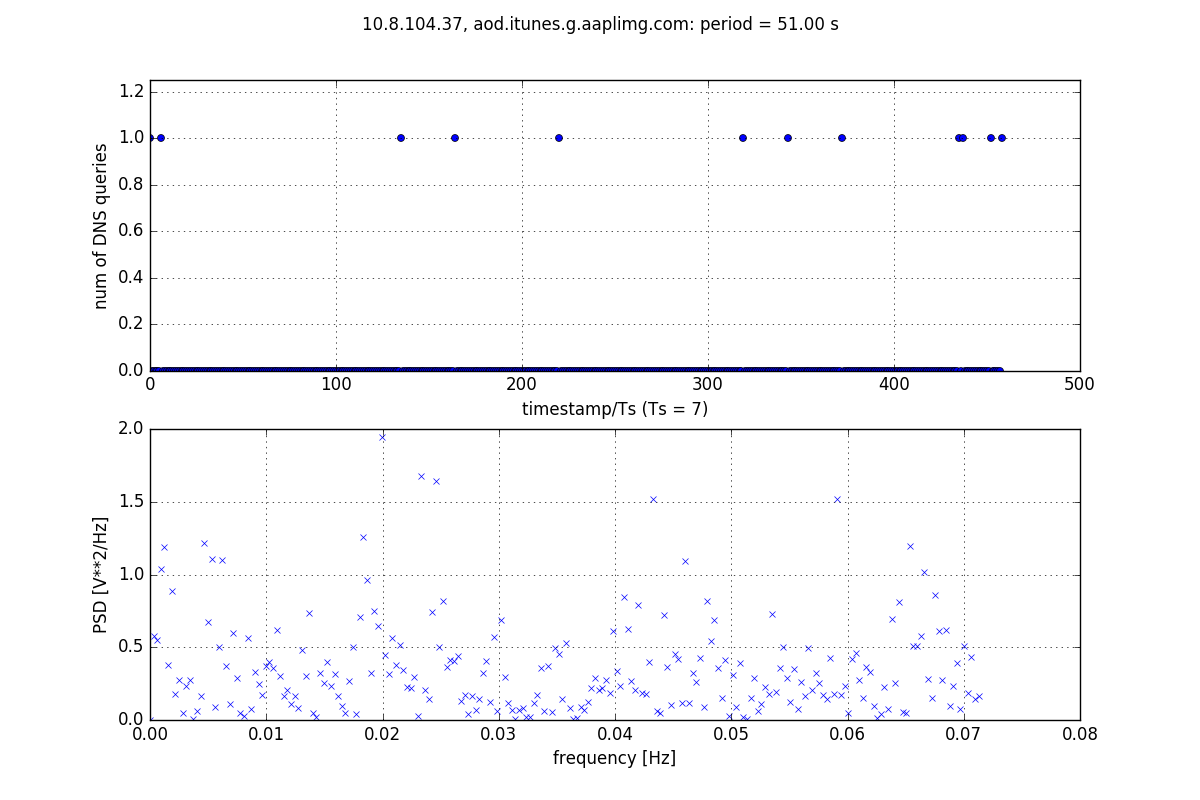 10.8.104.37, aod.itunes.g.aaplimg.com: period = 51.00 s
num of DNS queries
1.2
1.0
0.8
0.6
0.4
0.2
0.0
0 100 200 300 400 500
timestamp/Ts (Ts = 7)
PSD [V**2/Hz]
2.0
1.5
1.0
0.5
0.0
0.00 0.01 0.02 0.03 0.04 0.05 0.06 0.07 0.08
frequency [Hz]